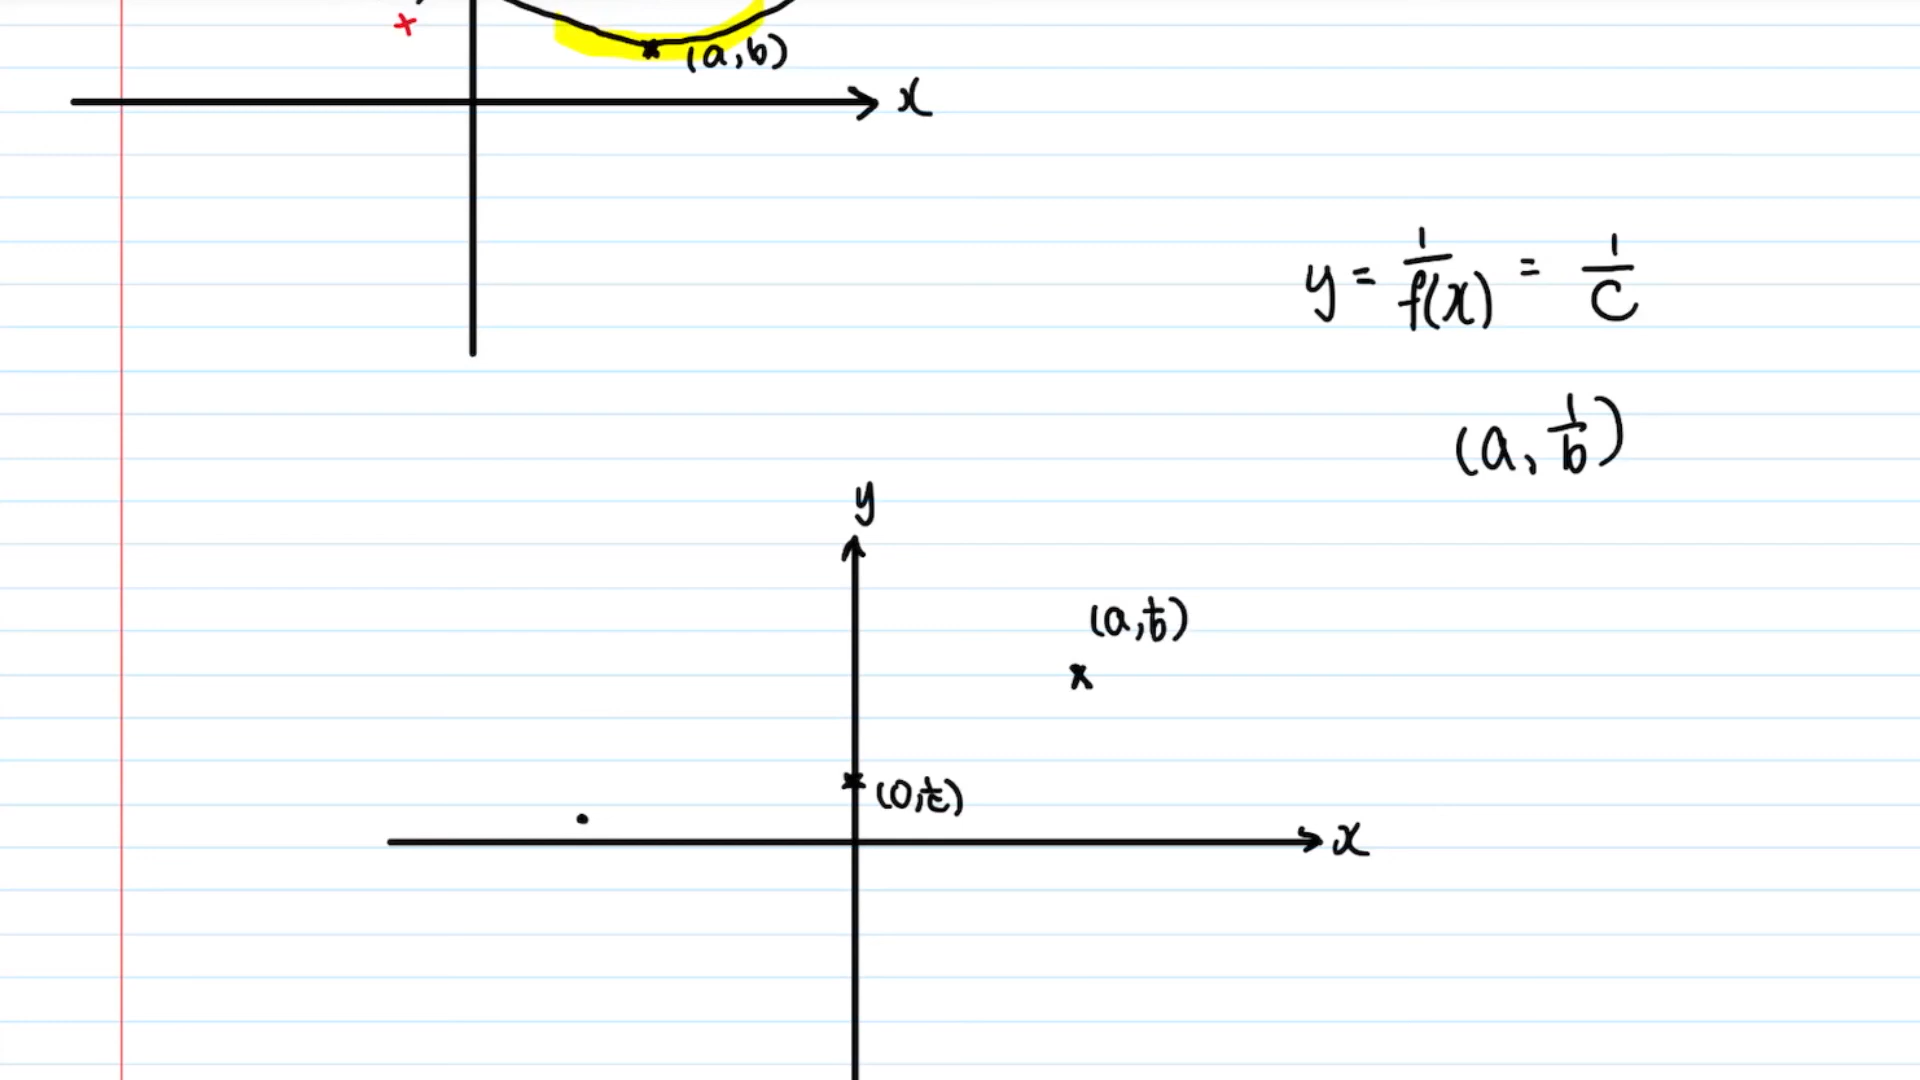 +
(a,b)
x
y = 1/f(x) = 1/C
(a, 1/b)
y
(a, 1/b)
(0, 1/c)
x